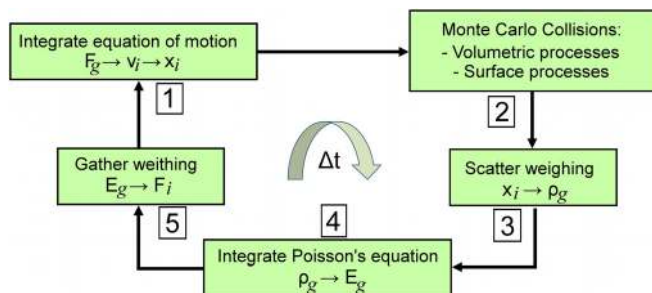 Integrate equation of motion
Fg → vi → xi
1
Monte Carlo Collisions:
- Volumetric processes
- Surface processes
2
Scatter weighing
xi → ρg
3
Integrate Poisson's equation
ρg → Eg
4
Gather weithing
Eg → Fi
5
Δt